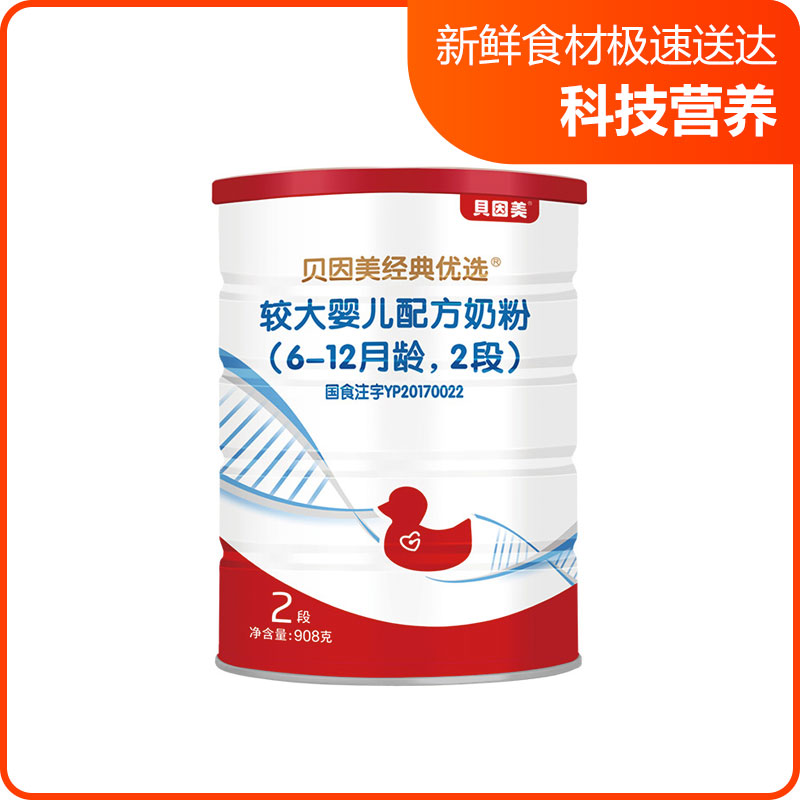 新鲜食材极速送达
科技营养
贝因美®
贝因美经典优选®
较大婴儿配方奶粉
（6-12月龄，2段）
国食注字YP20170022
2段
净含量:908克